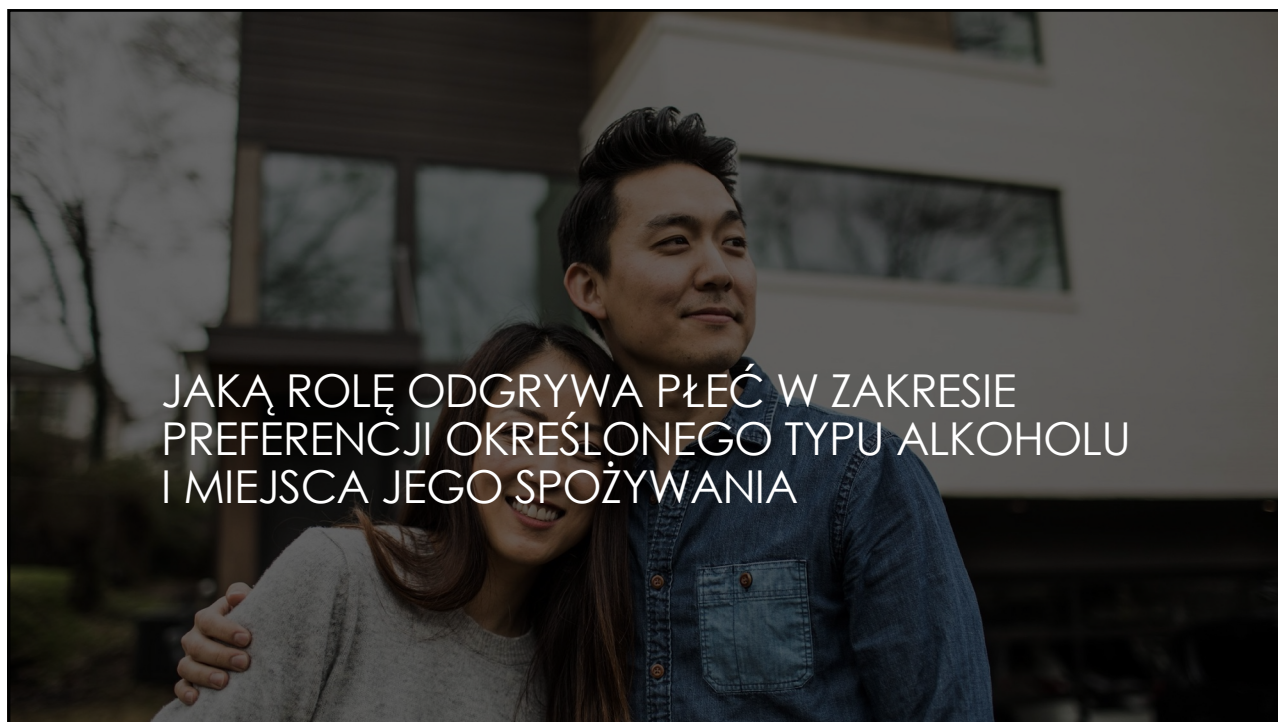 JAKĄ ROLĘ ODGRYWA PŁEĆ W ZAKRESIE
PREFERENCJI OKREŚLONEGO TYPU ALKOHOLU
I MIEJSCA JEGO SPOŻYWANIA